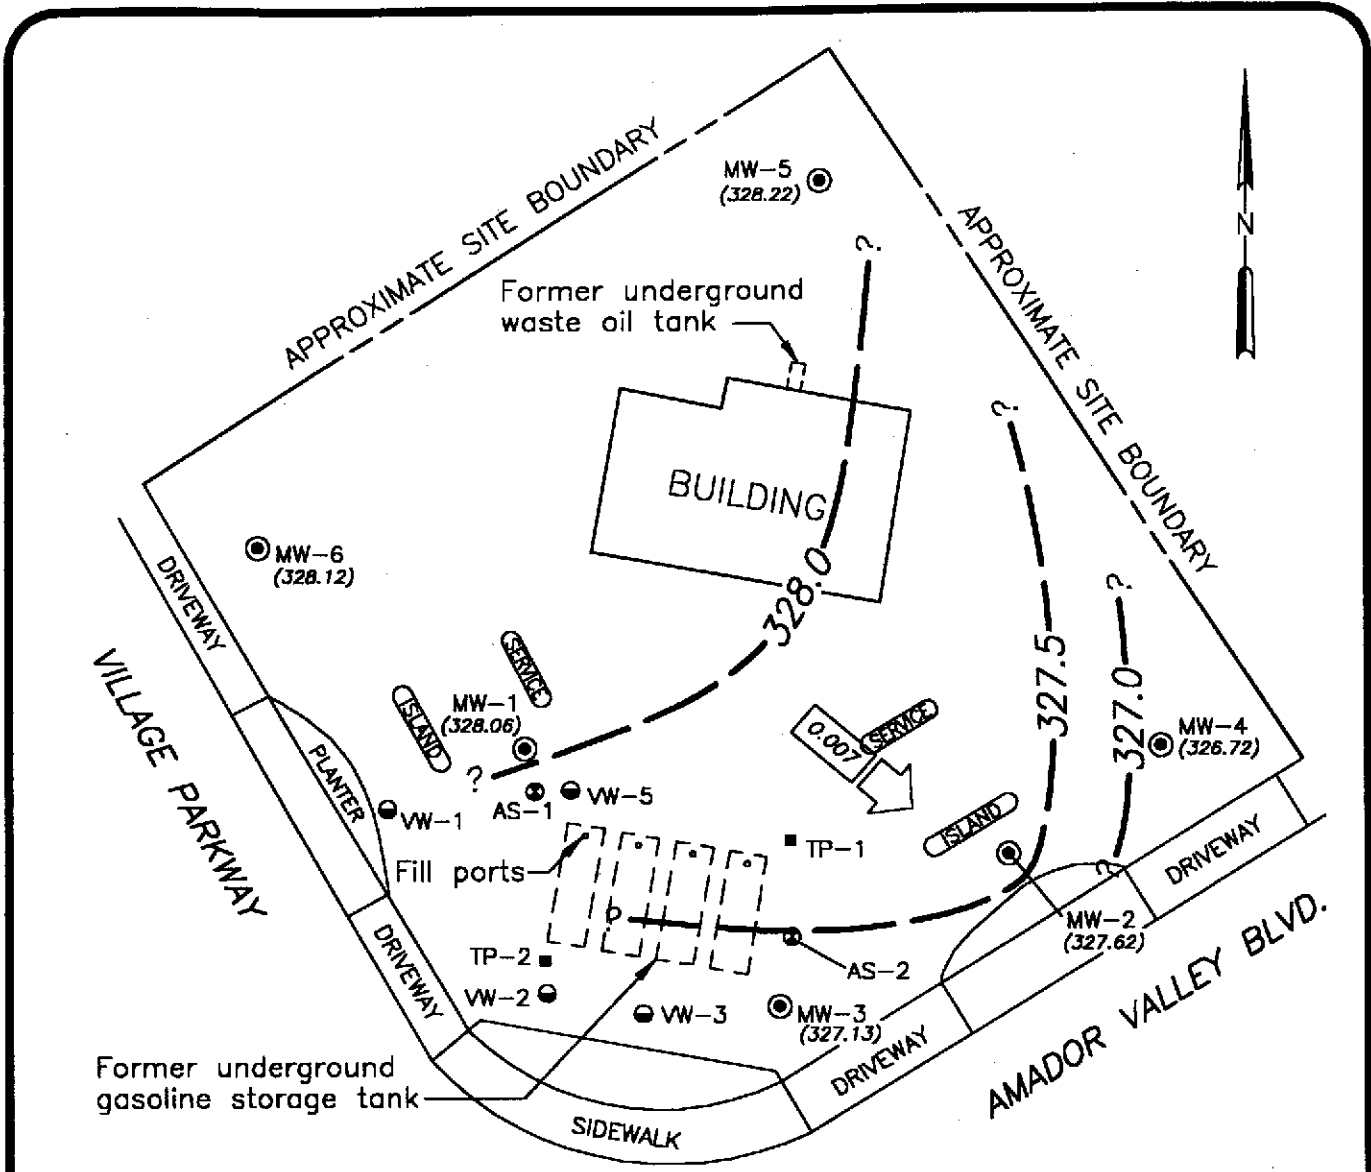 APPROXIMATE SITE BOUNDARY
MW-5
(328.22)
N
?
APPROXIMATE SITE BOUNDARY
Former underground
waste oil tank
?
BUILDING
MW-6
(328.12)
DRIVEWAY
328.0
?
SERVICE
ISLAND
MW-1
(328.06)
327.5
327.0
VILLAGE PARKWAY
PLANTER
0.007
SERVICE
MW-4
(326.72)
?
AS-1
VW-5
VW-1
ISLAND
TP-1
DRIVEWAY
Fill ports
?
?
MW-2
(327.62)
DRIVEWAY
TP-2
AS-2
VW-2
VW-3
MW-3
(327.13)
DRIVEWAY
AMADOR VALLEY BLVD.
Former underground
gasoline storage tank
SIDEWALK